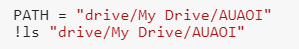 PATH = "drive/My Drive/AUAOI"
!ls "drive/My Drive/AUAOI"